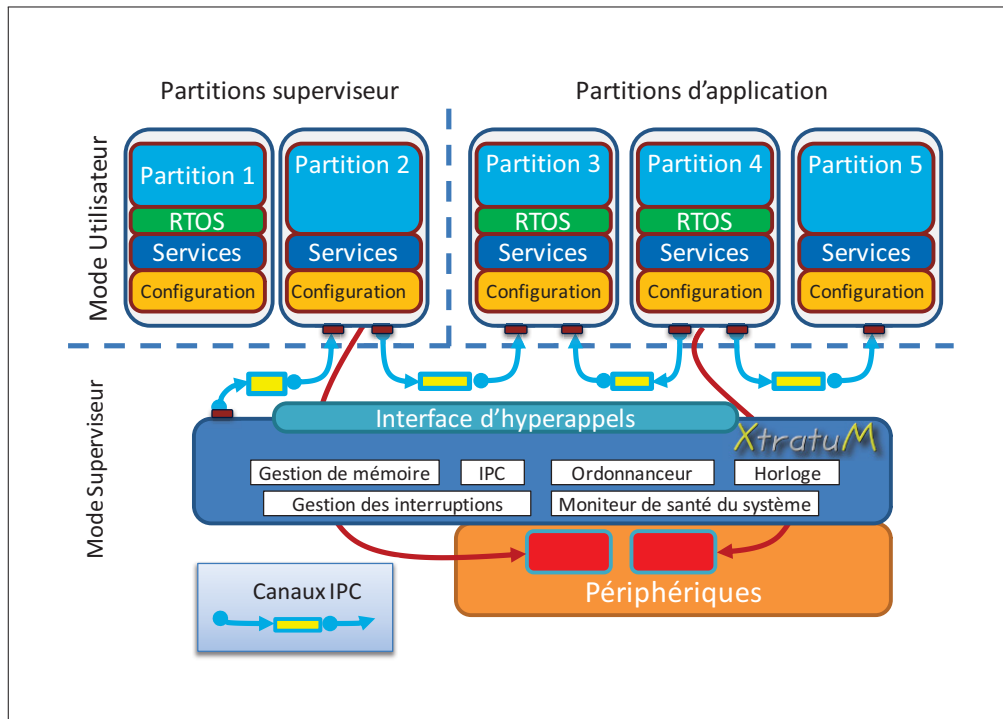 Partitions superviseur
Partitions d'application
Mode Utilisateur
Partition 1
RTOS
Services
Configuration
Partition 2
Services
Configuration
Partition 3
RTOS
Services
Configuration
Partition 4
RTOS
Services
Configuration
Partition 5
Services
Configuration
Mode Superviseur
Interface d'hyperappels
XtratuM
Gestion de mémoire
IPC
Ordonnanceur
Horloge
Gestion des interruptions
Moniteur de santé du système
Périphériques
Canaux IPC